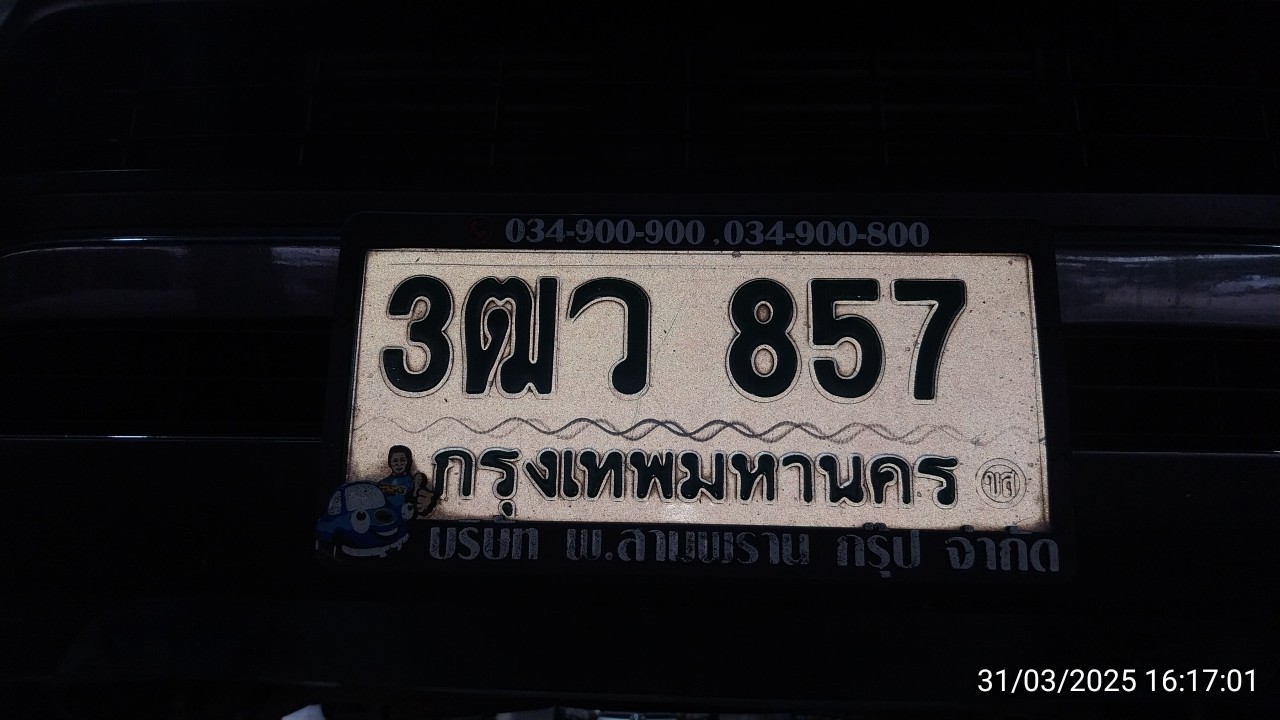 034-900-900 , 034-900-800
3ฒว 857
กรุงเทพมหานคร ขส
บริษัท พ.สามพราน กรุ๊ป จำกัด
31/03/2025 16:17:01